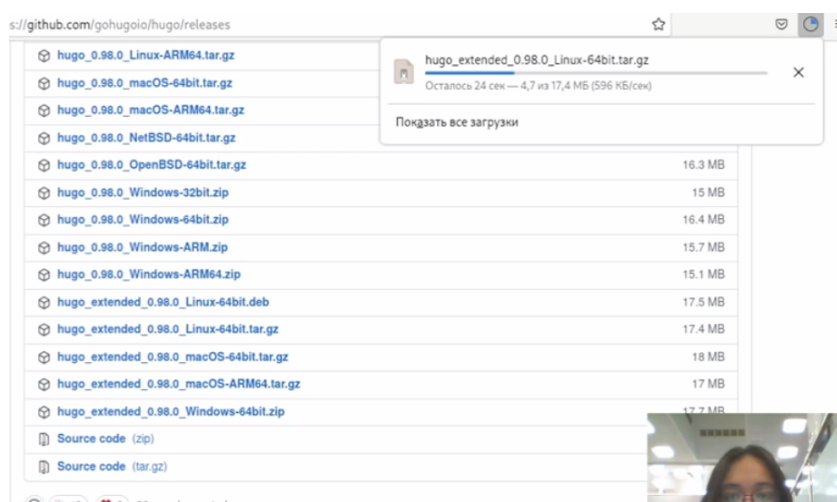 s://github.com/gohugoio/hugo/releases
hugo_0.98.0_Linux-ARM64.tar.gz
hugo_0.98.0_macOS-64bit.tar.gz
hugo_0.98.0_macOS-ARM64.tar.gz
hugo_0.98.0_NetBSD-64bit.tar.gz
hugo_extended_0.98.0_Linux-64bit.tar.gz
Осталось 24 сек — 4,7 из 17,4 МБ (596 КБ/сек)
Показать все загрузки
hugo_0.98.0_OpenBSD-64bit.tar.gz 16.3 MB
hugo_0.98.0_Windows-32bit.zip 15 MB
hugo_0.98.0_Windows-64bit.zip 16.4 MB
hugo_0.98.0_Windows-ARM.zip 15.7 MB
hugo_0.98.0_Windows-ARM64.zip 15.1 MB
hugo_extended_0.98.0_Linux-64bit.deb 17.5 MB
hugo_extended_0.98.0_Linux-64bit.tar.gz 17.4 MB
hugo_extended_0.98.0_macOS-64bit.tar.gz 18 MB
hugo_extended_0.98.0_macOS-ARM64.tar.gz 17 MB
hugo_extended_0.98.0_Windows-64bit.zip 17.7 MB
Source code (zip)
Source code (tar.gz)